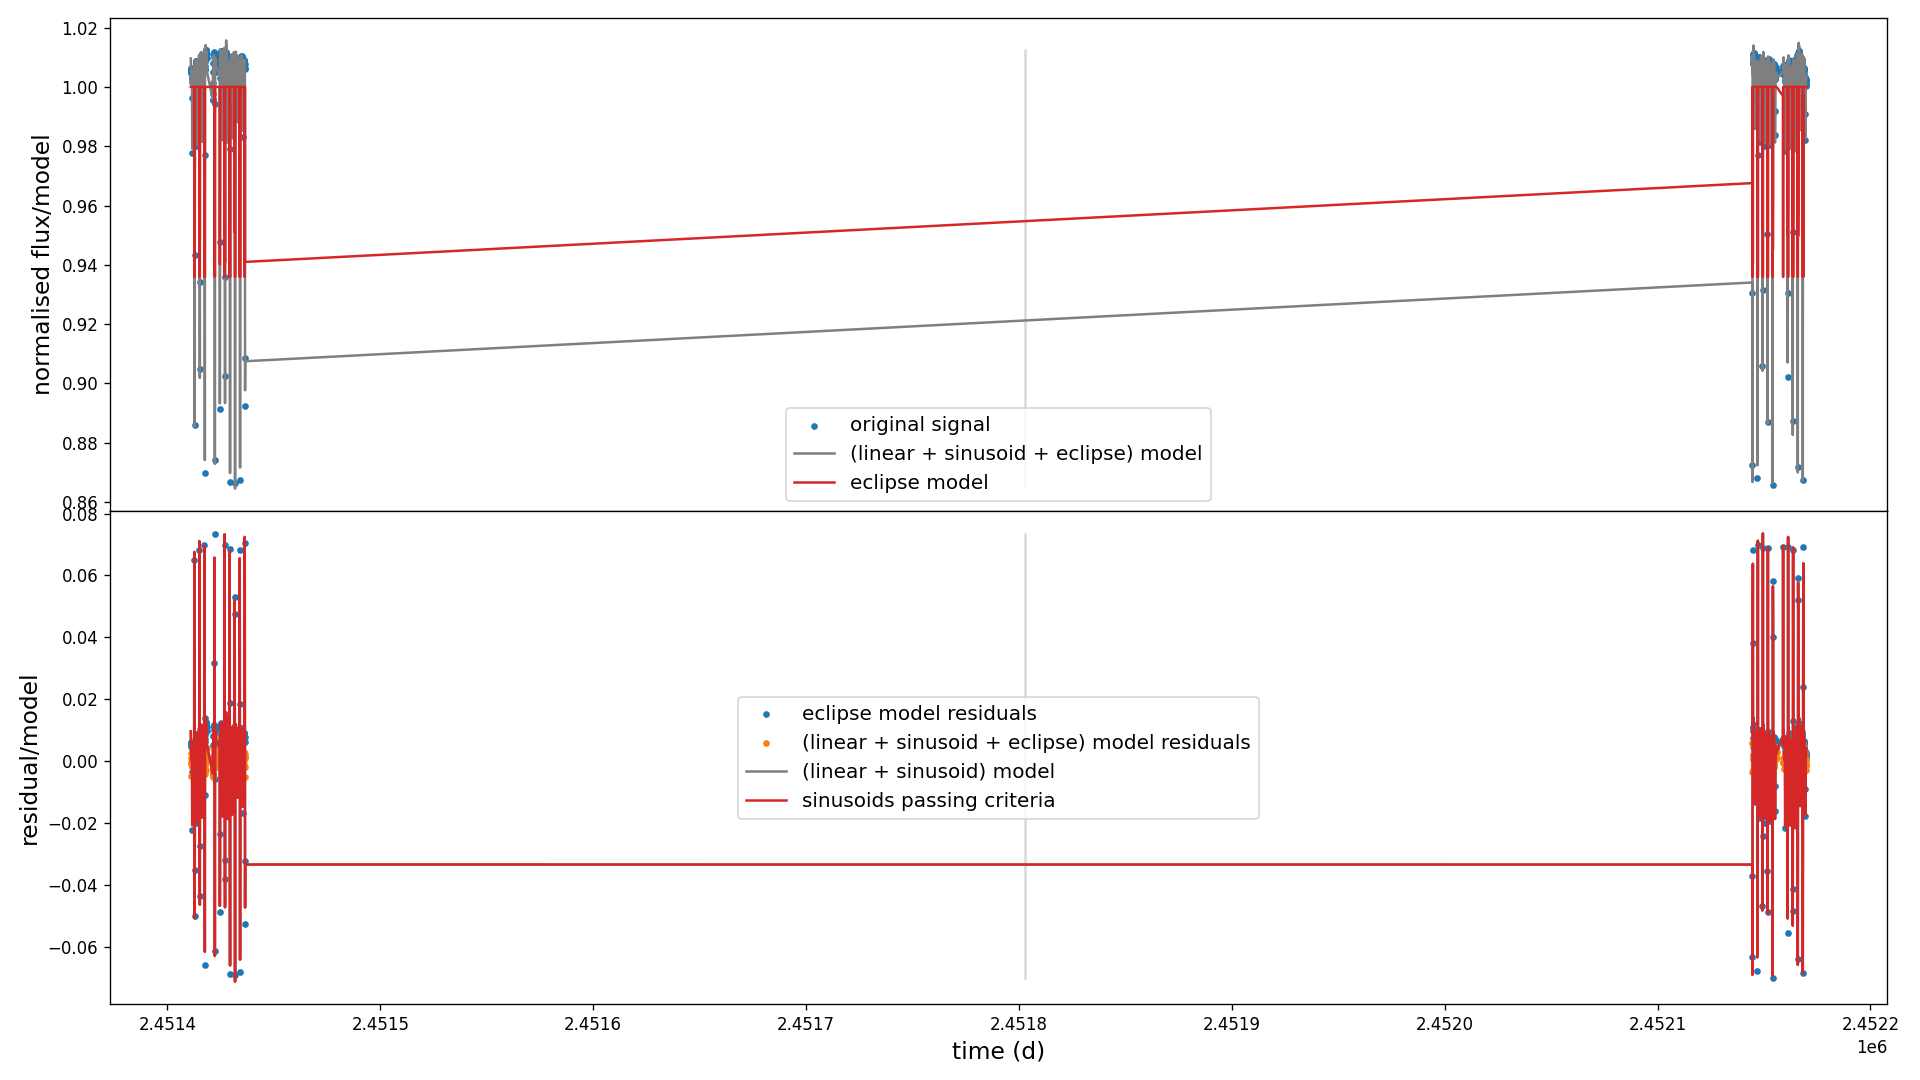 1.02
1.00
0.98
0.96
0.94
0.92
0.90
0.88
0.86
normalised flux/model
original signal
(linear + sinusoid + eclipse) model
eclipse model
0.08
0.06
0.04
0.02
0.00
−0.02
−0.04
−0.06
residual/model
eclipse model residuals
(linear + sinusoid + eclipse) model residuals
(linear + sinusoid) model
sinusoids passing criteria
2.4514 2.4515 2.4516 2.4517 2.4518 2.4519 2.4520 2.4521 2.4522
1e6
time (d)